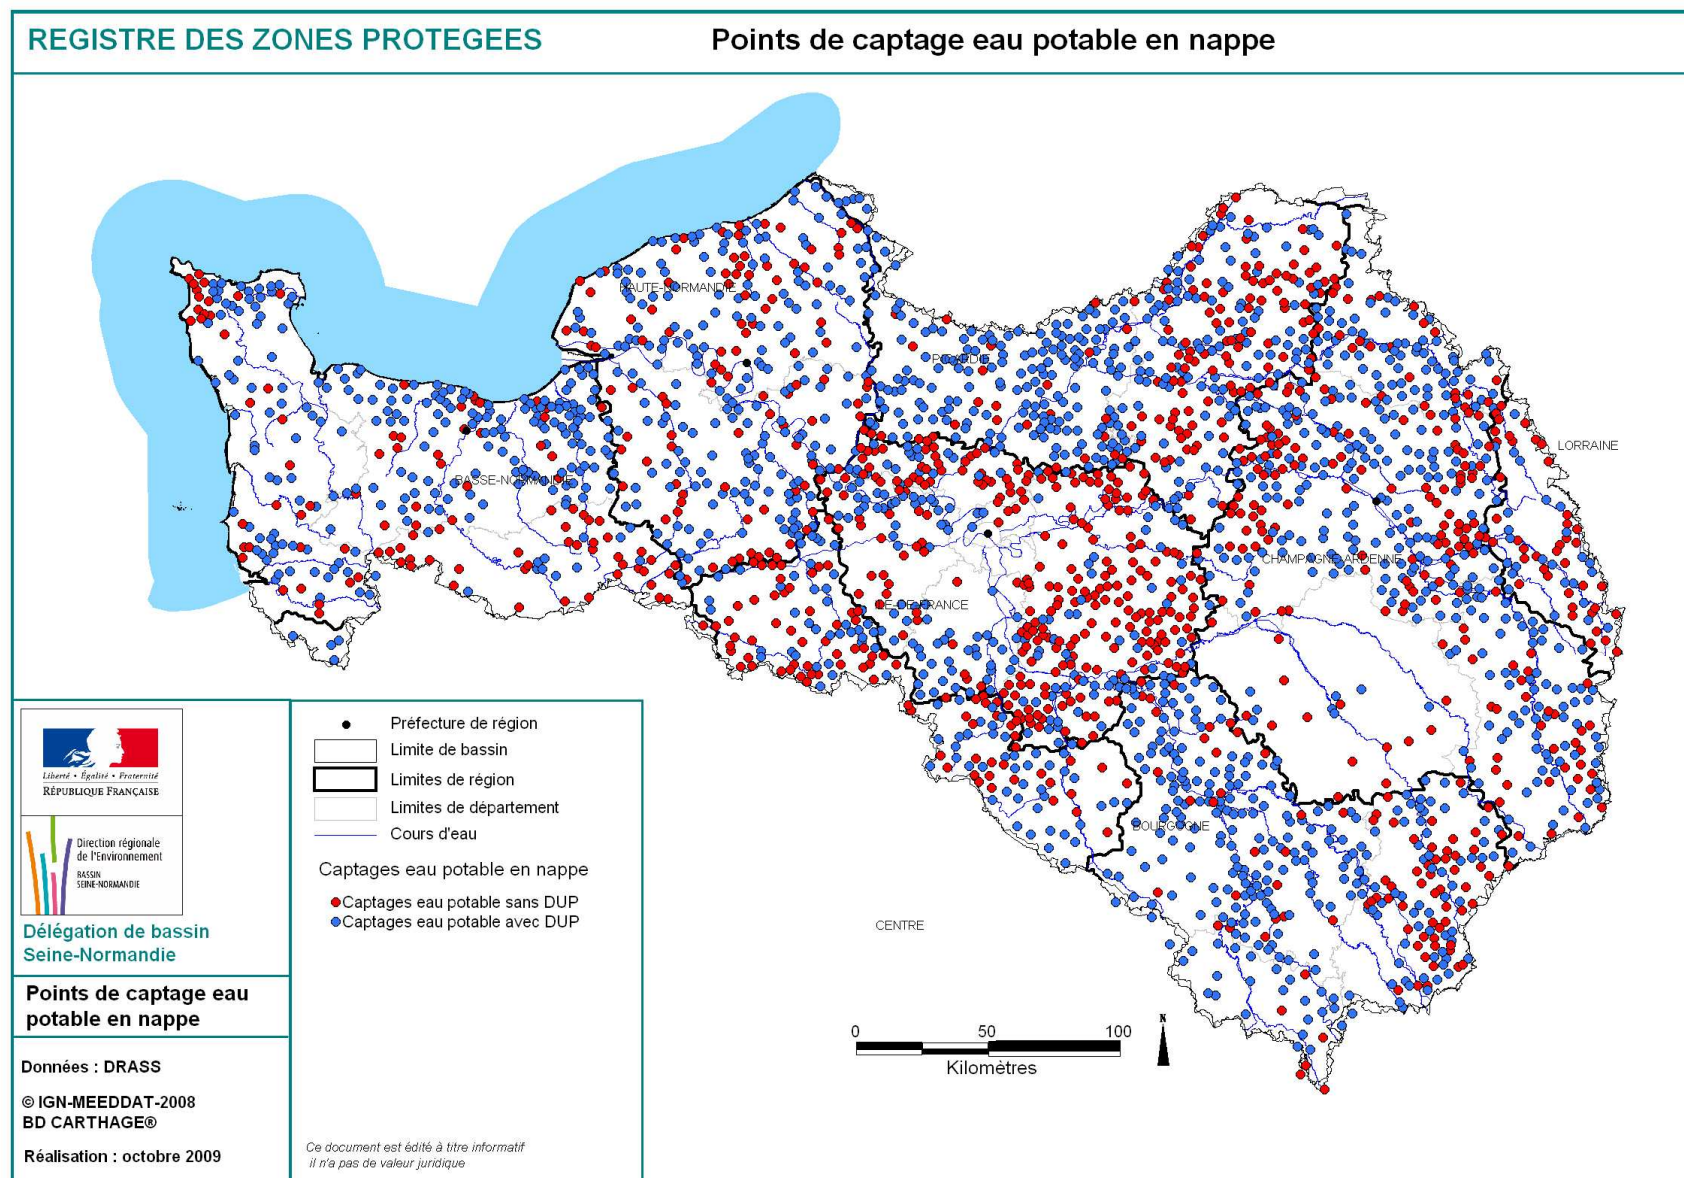 REGISTRE DES ZONES PROTEGEES
Points de captage eau potable en nappe
HAUTE-NORMANDIE
PICARDIE
LORRAINE
BASSE-NORMANDIE
CHAMPAGNE-ARDENNE
ILE-DE-FRANCE
BOURGOGNE
CENTRE
Liberté • Égalité • Fraternité
RÉPUBLIQUE FRANÇAISE
Direction régionale
de l'Environnement
BASSIN
SEINE-NORMANDIE
Délégation de bassin
Seine-Normandie
Points de captage eau
potable en nappe
Données : DRASS
© IGN-MEEDDAT-2008
BD CARTHAGE®
Réalisation : octobre 2009
Préfecture de région
Limite de bassin
Limites de région
Limites de département
Cours d'eau
Captages eau potable en nappe
Captages eau potable sans DUP
Captages eau potable avec DUP
Ce document est édité à titre informatif
il n'a pas de valeur juridique
0 50 100
Kilomètres
N